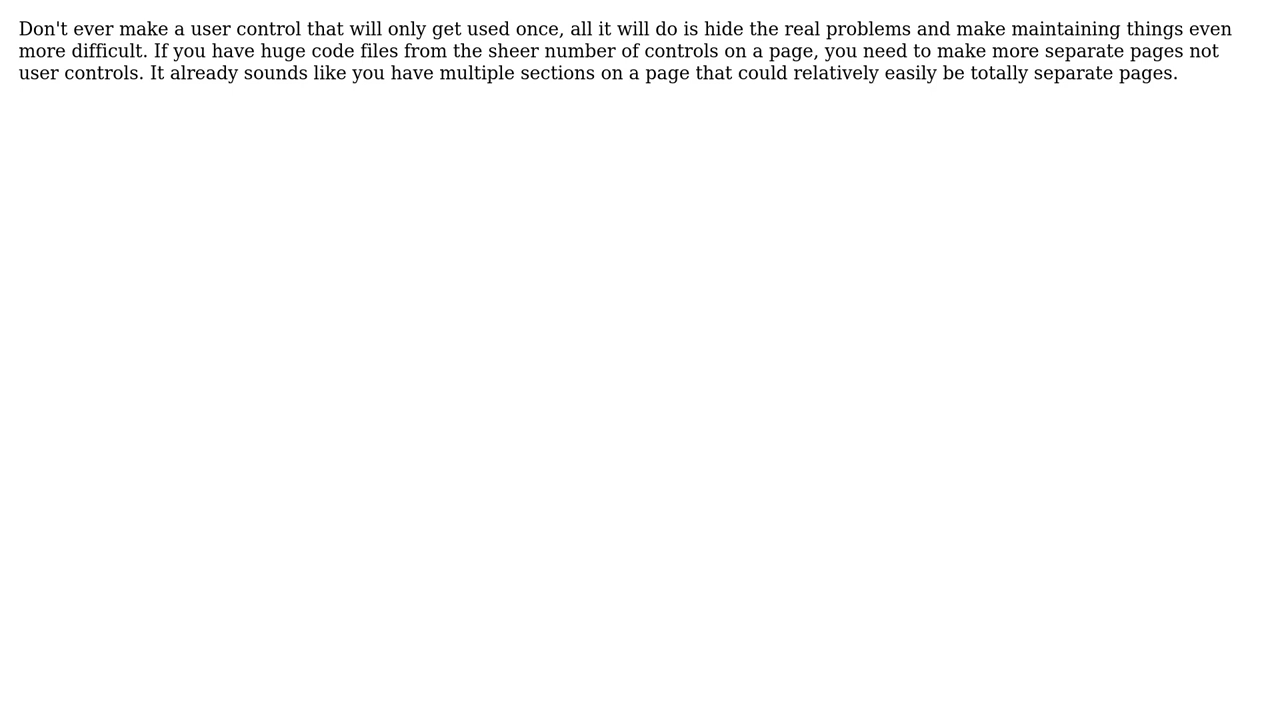 Don't ever make a user control that will only get used once, all it will do is hide the real problems and make maintaining things even
more difficult. If you have huge code files from the sheer number of controls on a page, you need to make more separate pages not
user controls. It already sounds like you have multiple sections on a page that could relatively easily be totally separate pages.